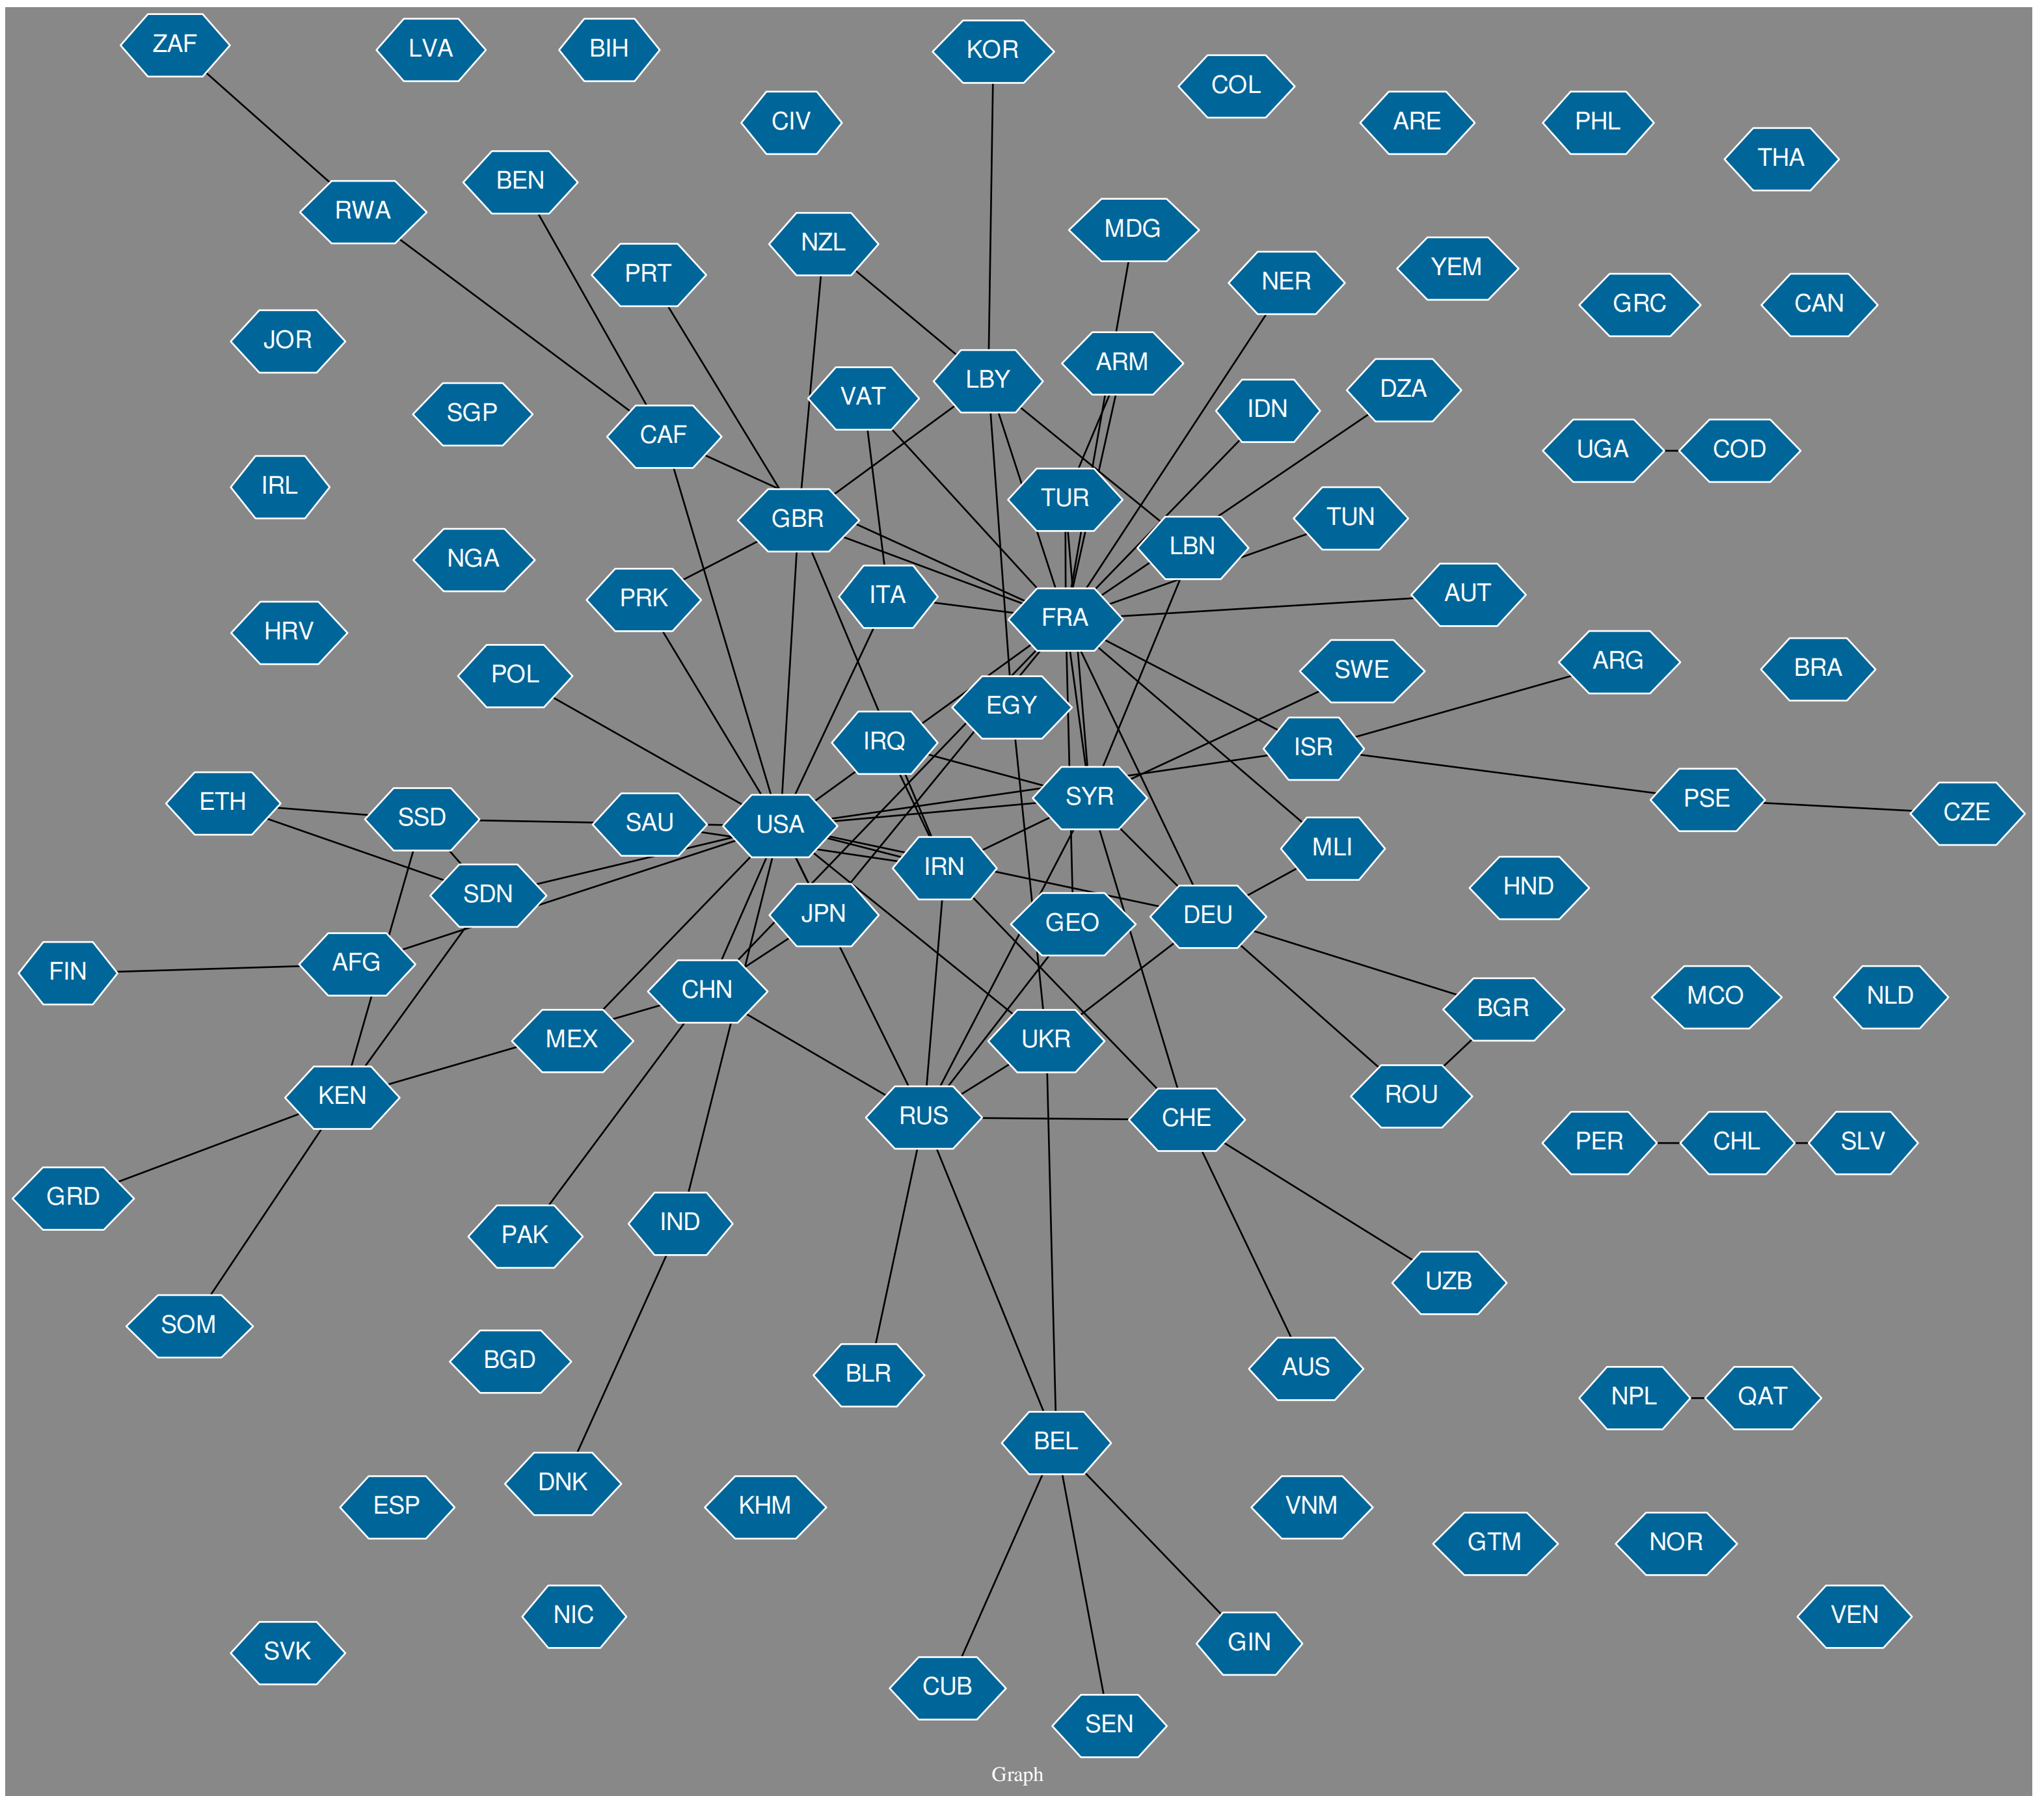 ZAF
LVA
BIH
KOR
COL
CIV
ARE
PHL
THA
BEN
RWA
MDG
NZL
PRT
YEM
NER
GRC
CAN
JOR
ARM
LBY
DZA
VAT
IDN
SGP
CAF
UGA
COD
IRL
TUR
GBR
TUN
LBN
NGA
AUT
ITA
PRK
FRA
HRV
ARG
BRA
SWE
POL
EGY
IRQ
ISR
SYR
PSE
ETH
CZE
SSD
SAU
USA
MLI
IRN
HND
SDN
JPN
DEU
GEO
AFG
FIN
CHN
MCO
NLD
BGR
MEX
UKR
KEN
ROU
RUS
CHE
PER
CHL
SLV
GRD
IND
PAK
UZB
SOM
BGD
AUS
BLR
NPL
QAT
BEL
DNK
ESP
KHM
VNM
GTM
NOR
NIC
VEN
GIN
SVK
CUB
SEN
Graph